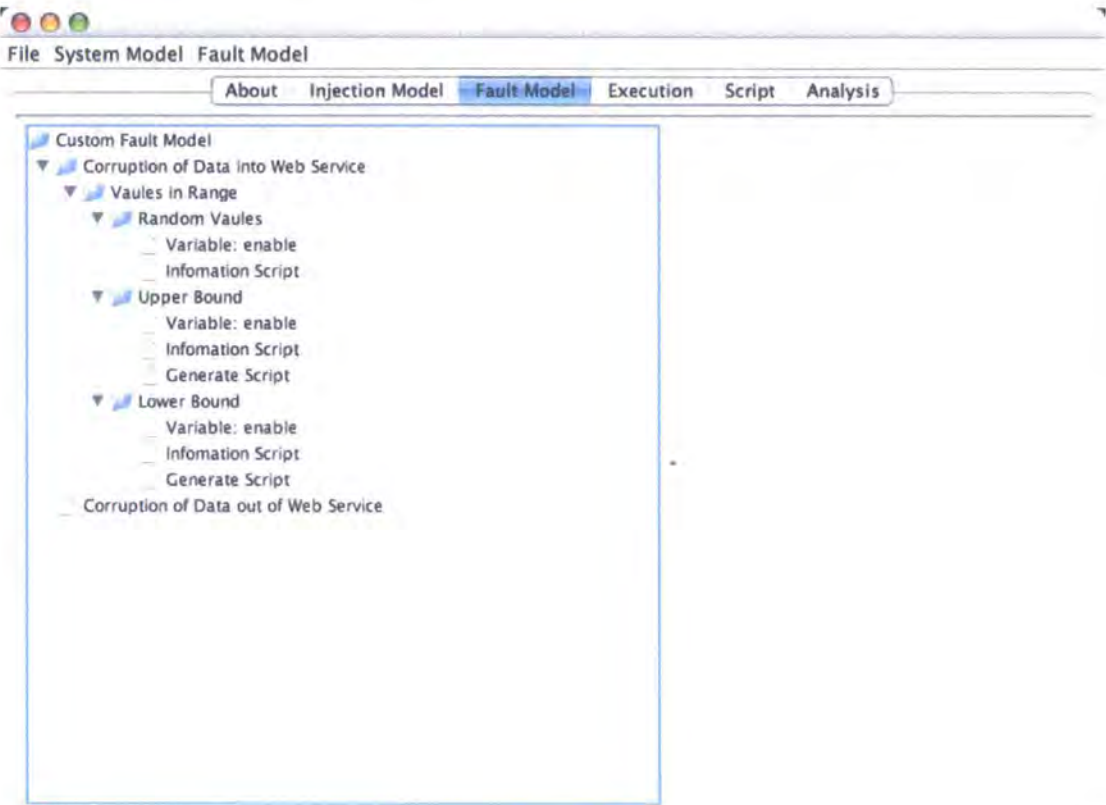 File System Model Fault Model
About Injection Model Fault Model Execution Script Analysis
Custom Fault Model
Corruption of Data into Web Service
Vaules in Range
Random Vaules
Variable: enable
Infomation Script
Upper Bound
Variable: enable
Infomation Script
Generate Script
Lower Bound
Variable: enable
Infomation Script
Generate Script
Corruption of Data out of Web Service